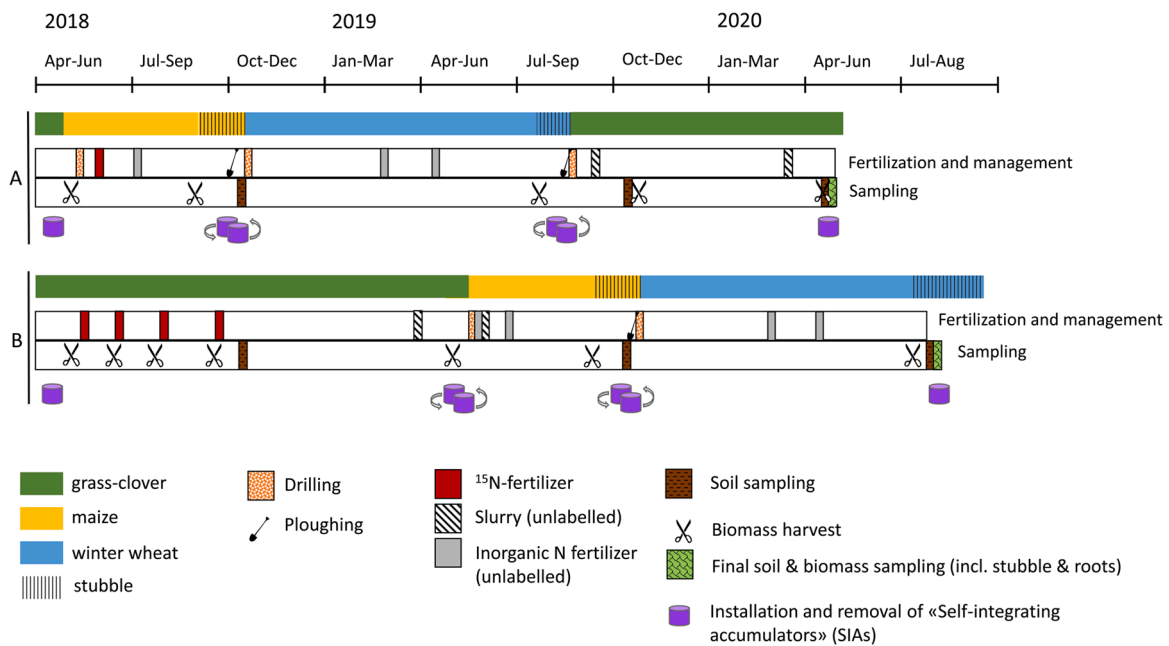 2018 2019 2020
Apr-Jun Jul-Sep Oct-Dec Jan-Mar Apr-Jun Jul-Sep Oct-Dec Jan-Mar Apr-Jun Jul-Aug
A
Fertilization and management
Sampling
B
Fertilization and management
Sampling
grass-clover
maize
winter wheat
stubble
Drilling
Ploughing
¹⁵N-fertilizer
Slurry (unlabelled)
Inorganic N fertilizer
(unlabelled)
Soil sampling
Biomass harvest
Final soil & biomass sampling (incl. stubble & roots)
Installation and removal of «Self-integrating
accumulators» (SIAs)